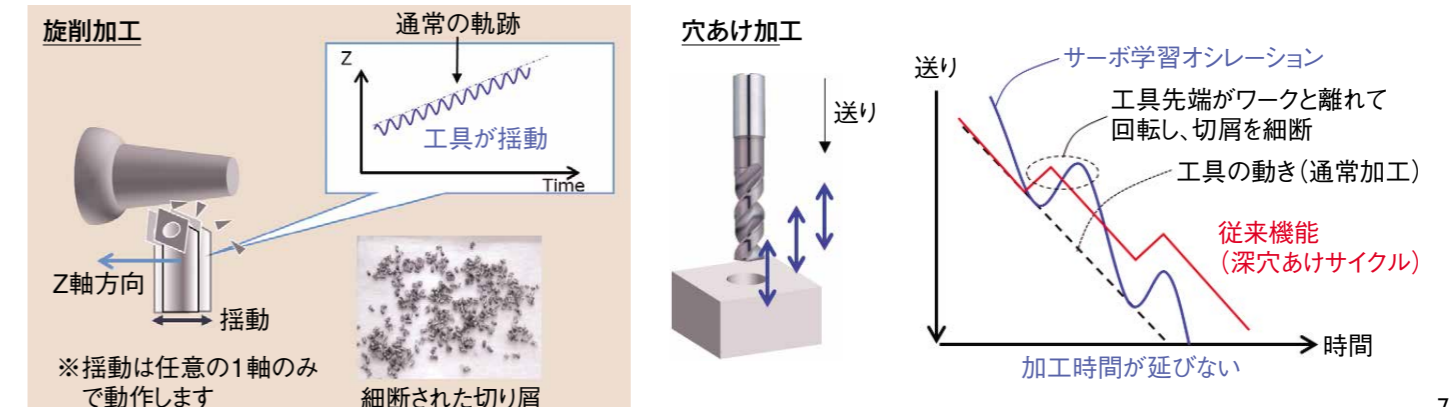 旋削加工
通常の軌跡
Z
工具が揺動
Time
Z軸方向
揺動
※揺動は任意の1軸のみ
で動作します
細断された切り屑
穴あけ加工
送り
送り
サーボ学習オシレーション
工具先端がワークと離れて
回転し、切屑を細断
工具の動き(通常加工)
従来機能
(深穴あけサイクル)
時間
加工時間が延びない
7